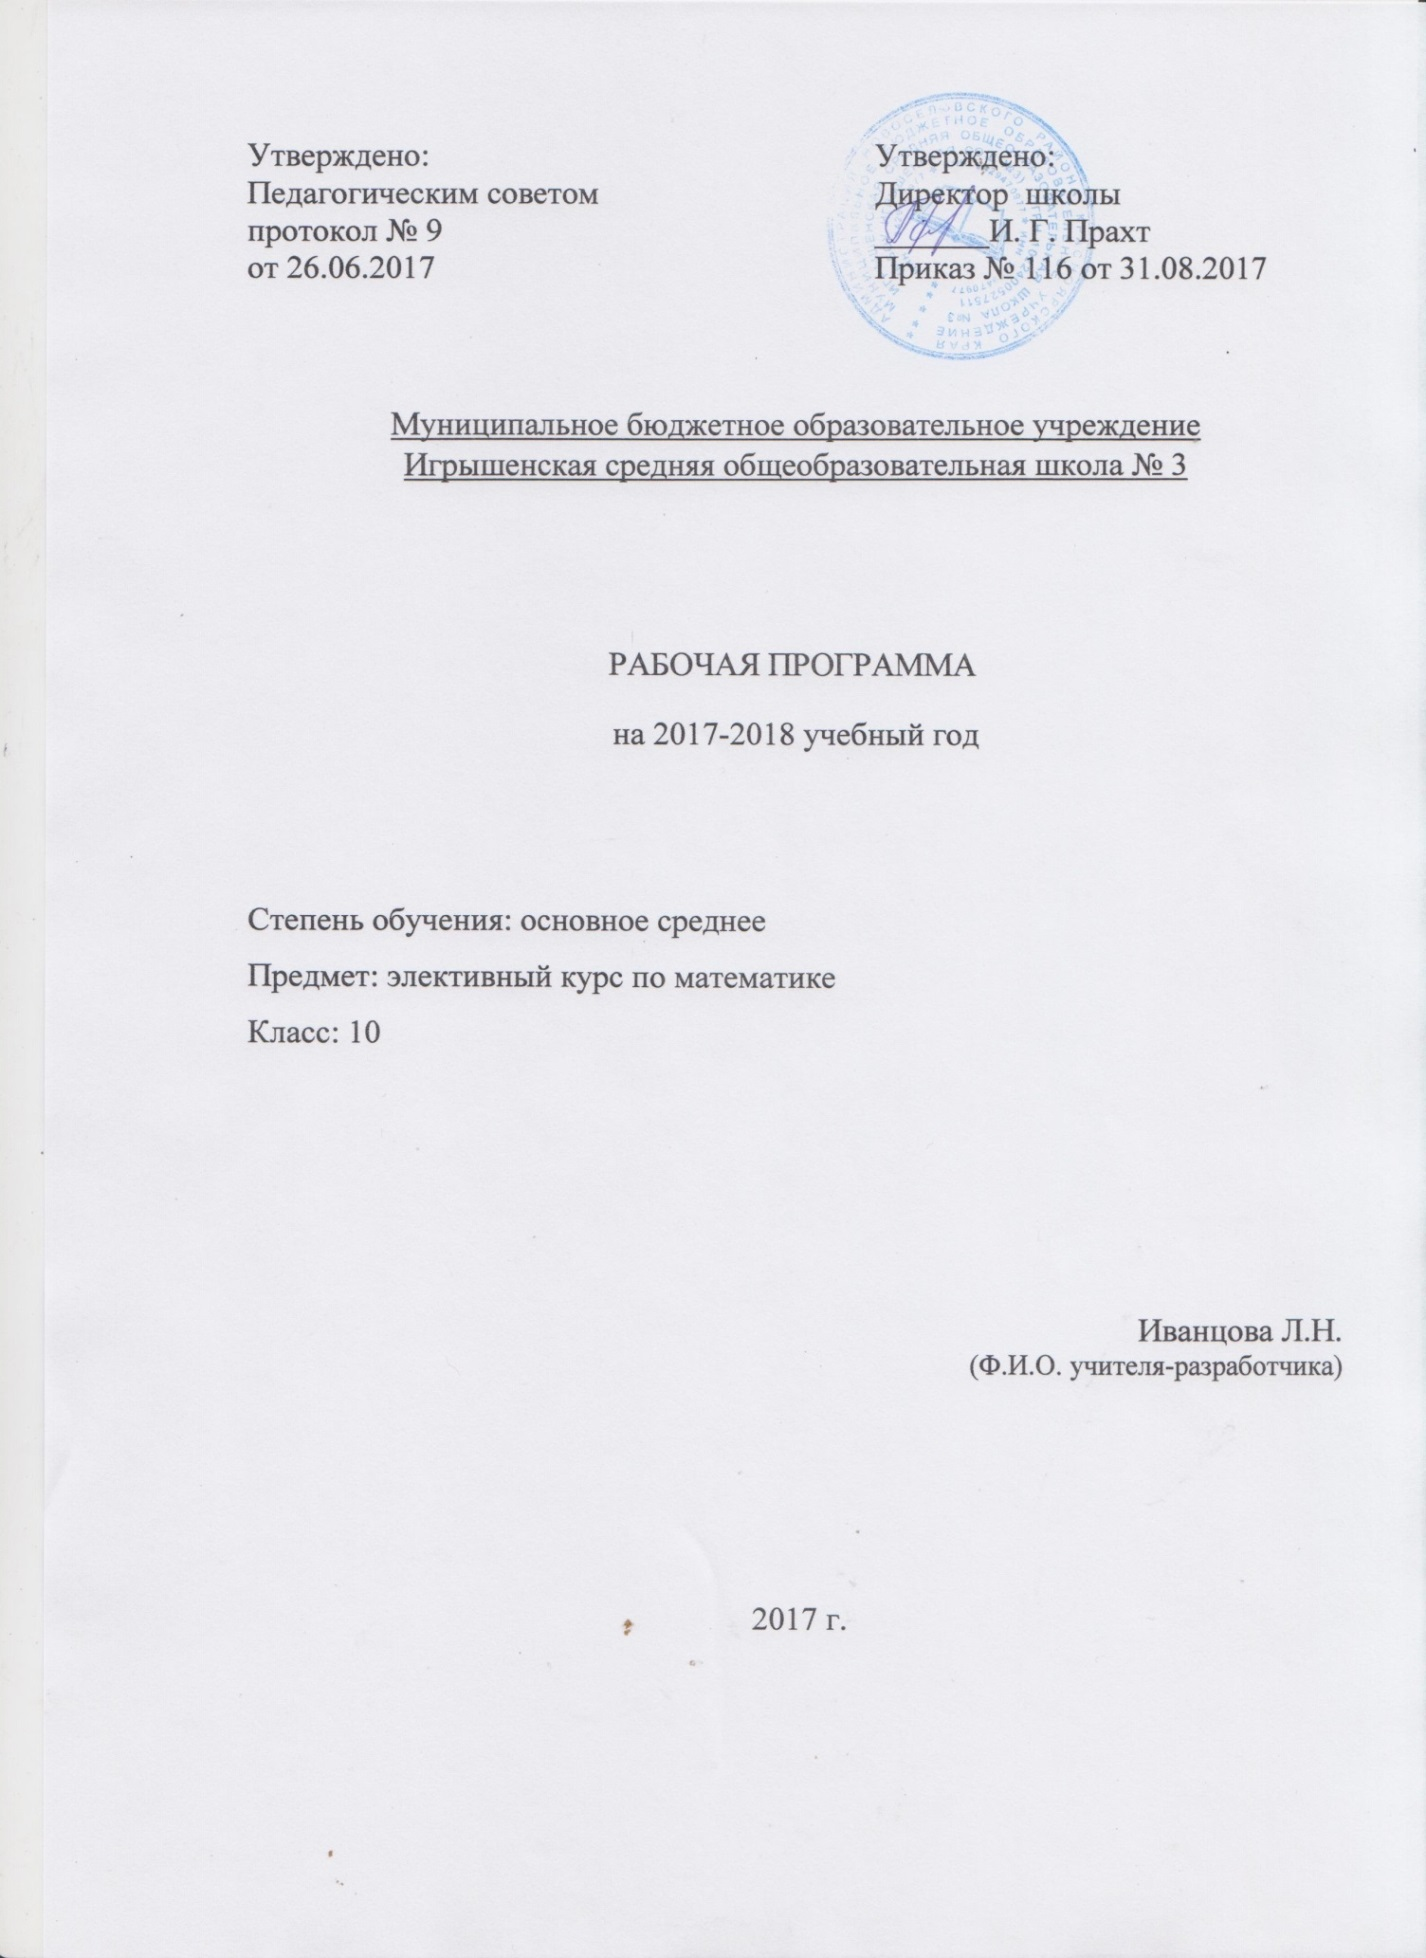 Утверждено:
Педагогическим советом
протокол № 9
от 26.06.2017
Утверждено:
Директор школы
________И. Г. Прахт
Приказ № 116 от 31.08.2017
Муниципальное бюджетное образовательное учреждение
Игрышенская средняя общеобразовательная школа № 3
РАБОЧАЯ ПРОГРАММА
на 2017-2018 учебный год
Степень обучения: основное среднее
Предмет: элективный курс по математике
Класс: 10
Иванцова Л.Н.
(Ф.И.О. учителя-разработчика)
2017 г.